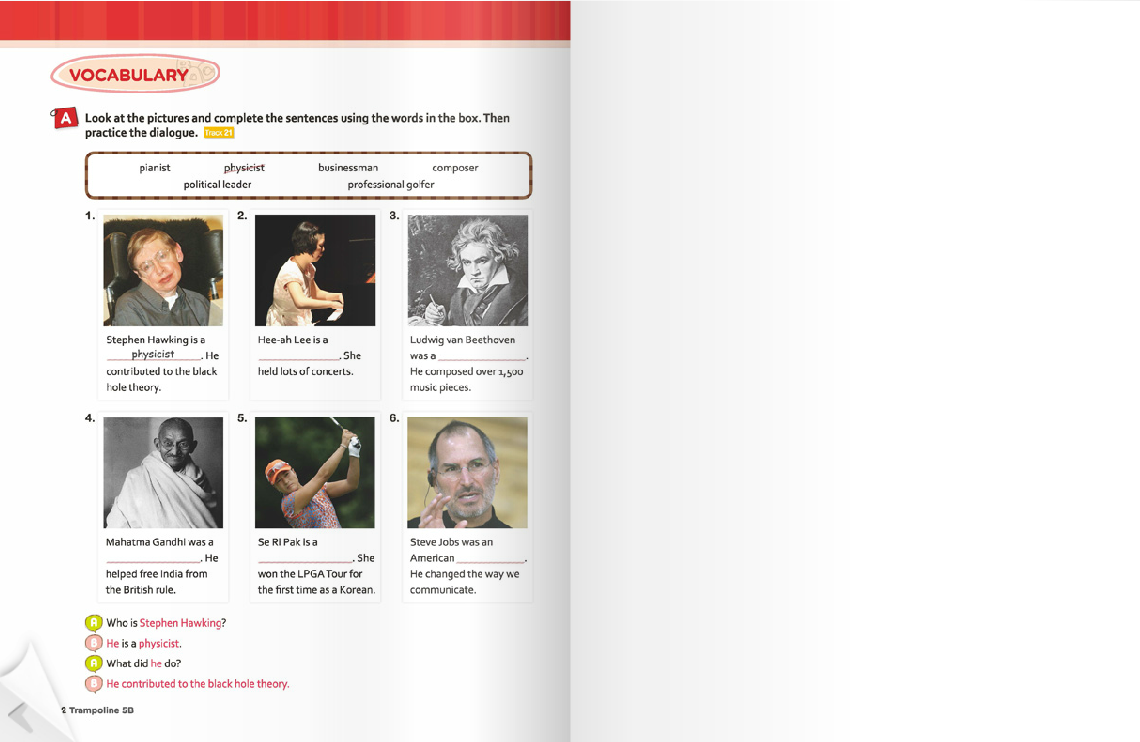 VOCABULARY
A Look at the pictures and complete the sentences using the words in the box. Then
practice the dialogue. Track 21
pianist physicist businessman composer
political leader professional golfer
1.
Stephen Hawking is a
physicist. He
contributed to the black
hole theory.
2.
Hee-ah Lee is a
________. She
held lots of concerts.
3.
Ludwig van Beethoven
was a ________.
He composed over 1,500
music pieces.
4.
Mahatma Gandhi was a
________. He
helped free India from
the British rule.
5.
Se Ri Pak is a
________. She
won the LPGA Tour for
the first time as a Korean.
6.
Steve Jobs was an
American ________.
He changed the way we
communicate.
A Who is Stephen Hawking?
B He is a physicist.
A What did he do?
B He contributed to the black hole theory.
2 Trampoline 5B